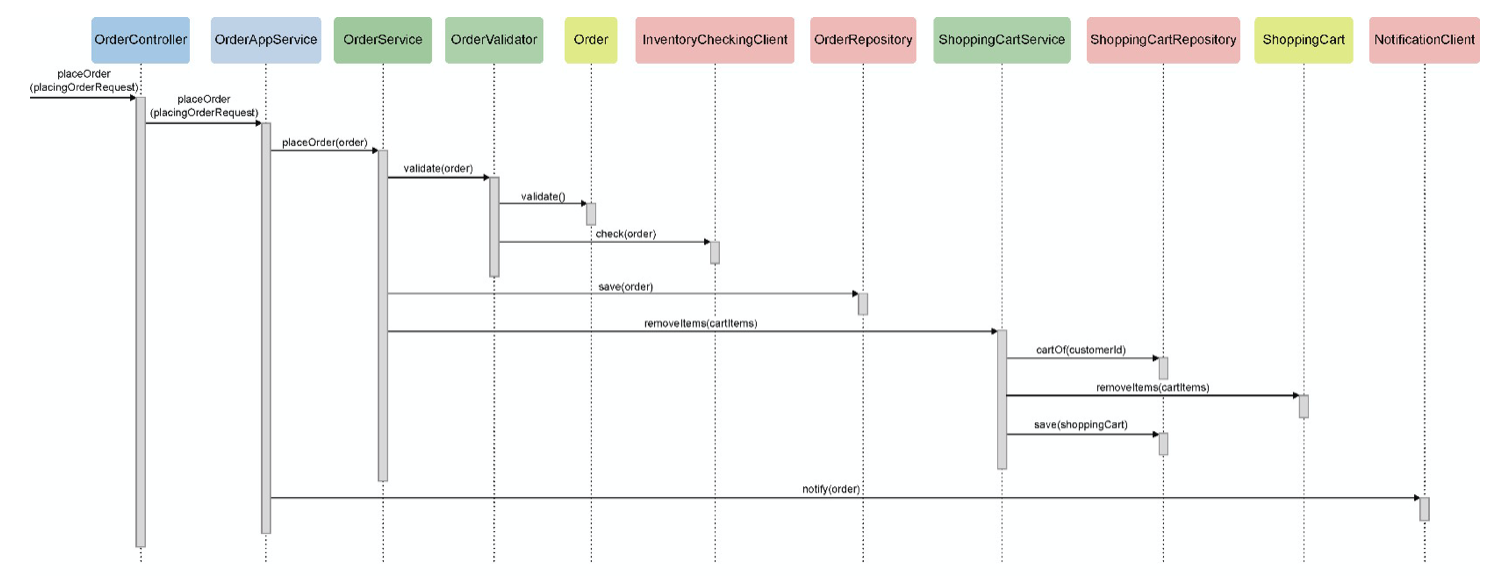 OrderController
OrderAppService
OrderService
OrderValidator
Order
InventoryCheckingClient
OrderRepository
ShoppingCartService
ShoppingCartRepository
ShoppingCart
NotificationClient
placeOrder
(placingOrderRequest)
placeOrder
(placingOrderRequest)
placeOrder(order)
validate(order)
validate()
check(order)
save(order)
removeItems(cartItems)
cartOf(customerId)
removeItems(cartItems)
save(shoppingCart)
notify(order)